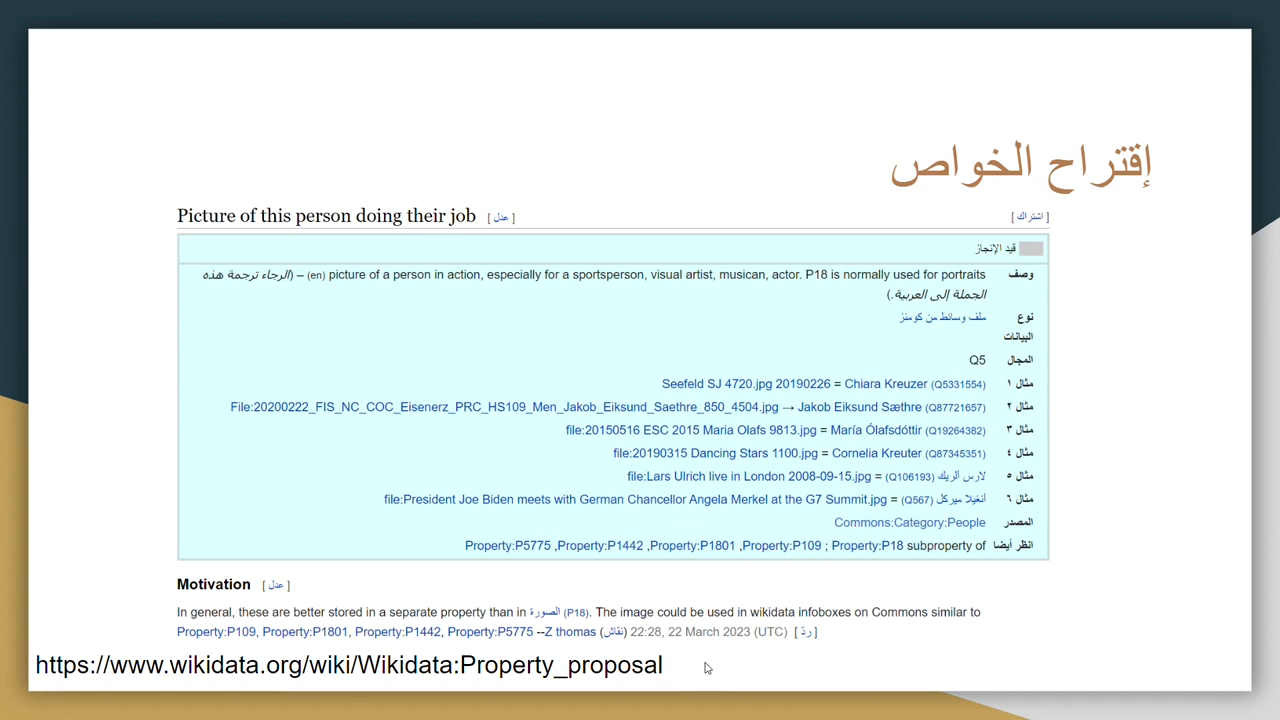 إقتراح الخواص
Picture of this person doing their job [ عدل ]
[ اشتراك ]
قيد الإنجاز
وصف (الرجاء ترجمة هذه – (en) picture of a person in action, especially for a sportsperson, visual artist, musican, actor. P18 is normally used for portraits
الجملة إلى العربية.)
نوع ملف وسائط من كومنز
البيانات
المجال Q5
مثال ١ Seefeld SJ 4720.jpg 20190226 = Chiara Kreuzer (Q5331554)
مثال ٢ File:20200222_FIS_NC_COC_Eisenerz_PRC_HS109_Men_Jakob_Eiksund_Saethre_850_4504.jpg → Jakob Eiksund Sæthre (Q87721657)
مثال ٣ file:20150516 ESC 2015 Maria Olafs 9813.jpg = María Ólafsdóttir (Q19264382)
مثال ٤ file:20190315 Dancing Stars 1100.jpg = Cornelia Kreuter (Q87345351)
مثال ٥ file:Lars Ulrich live in London 2008-09-15.jpg = (Q106193) لارس ألريك
مثال ٦ file:President Joe Biden meets with German Chancellor Angela Merkel at the G7 Summit.jpg = (Q567) أنغيلا ميركل
المصدر Commons:Category:People
انظر أيضا Property:P5775 ,Property:P1442 ,Property:P1801 ,Property:P109 ; Property:P18 subproperty of
Motivation [ عدل ]
In general, these are better stored in a separate property than in الصورة (P18). The image could be used in wikidata infoboxes on Commons similar to
Property:P109, Property:P1801, Property:P1442, Property:P5775 --Z thomas (نقاش) 22:28, 22 March 2023 (UTC) [ ردّ ]
https://www.wikidata.org/wiki/Wikidata:Property_proposal